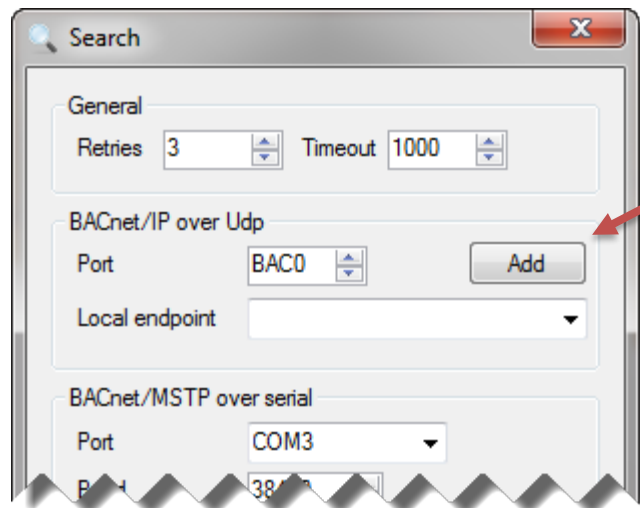 Search
General
Retries 3 Timeout 1000
BACnet/IP over Udp
Port BAC0 Add
Local endpoint
BACnet/MSTP over serial
Port COM3